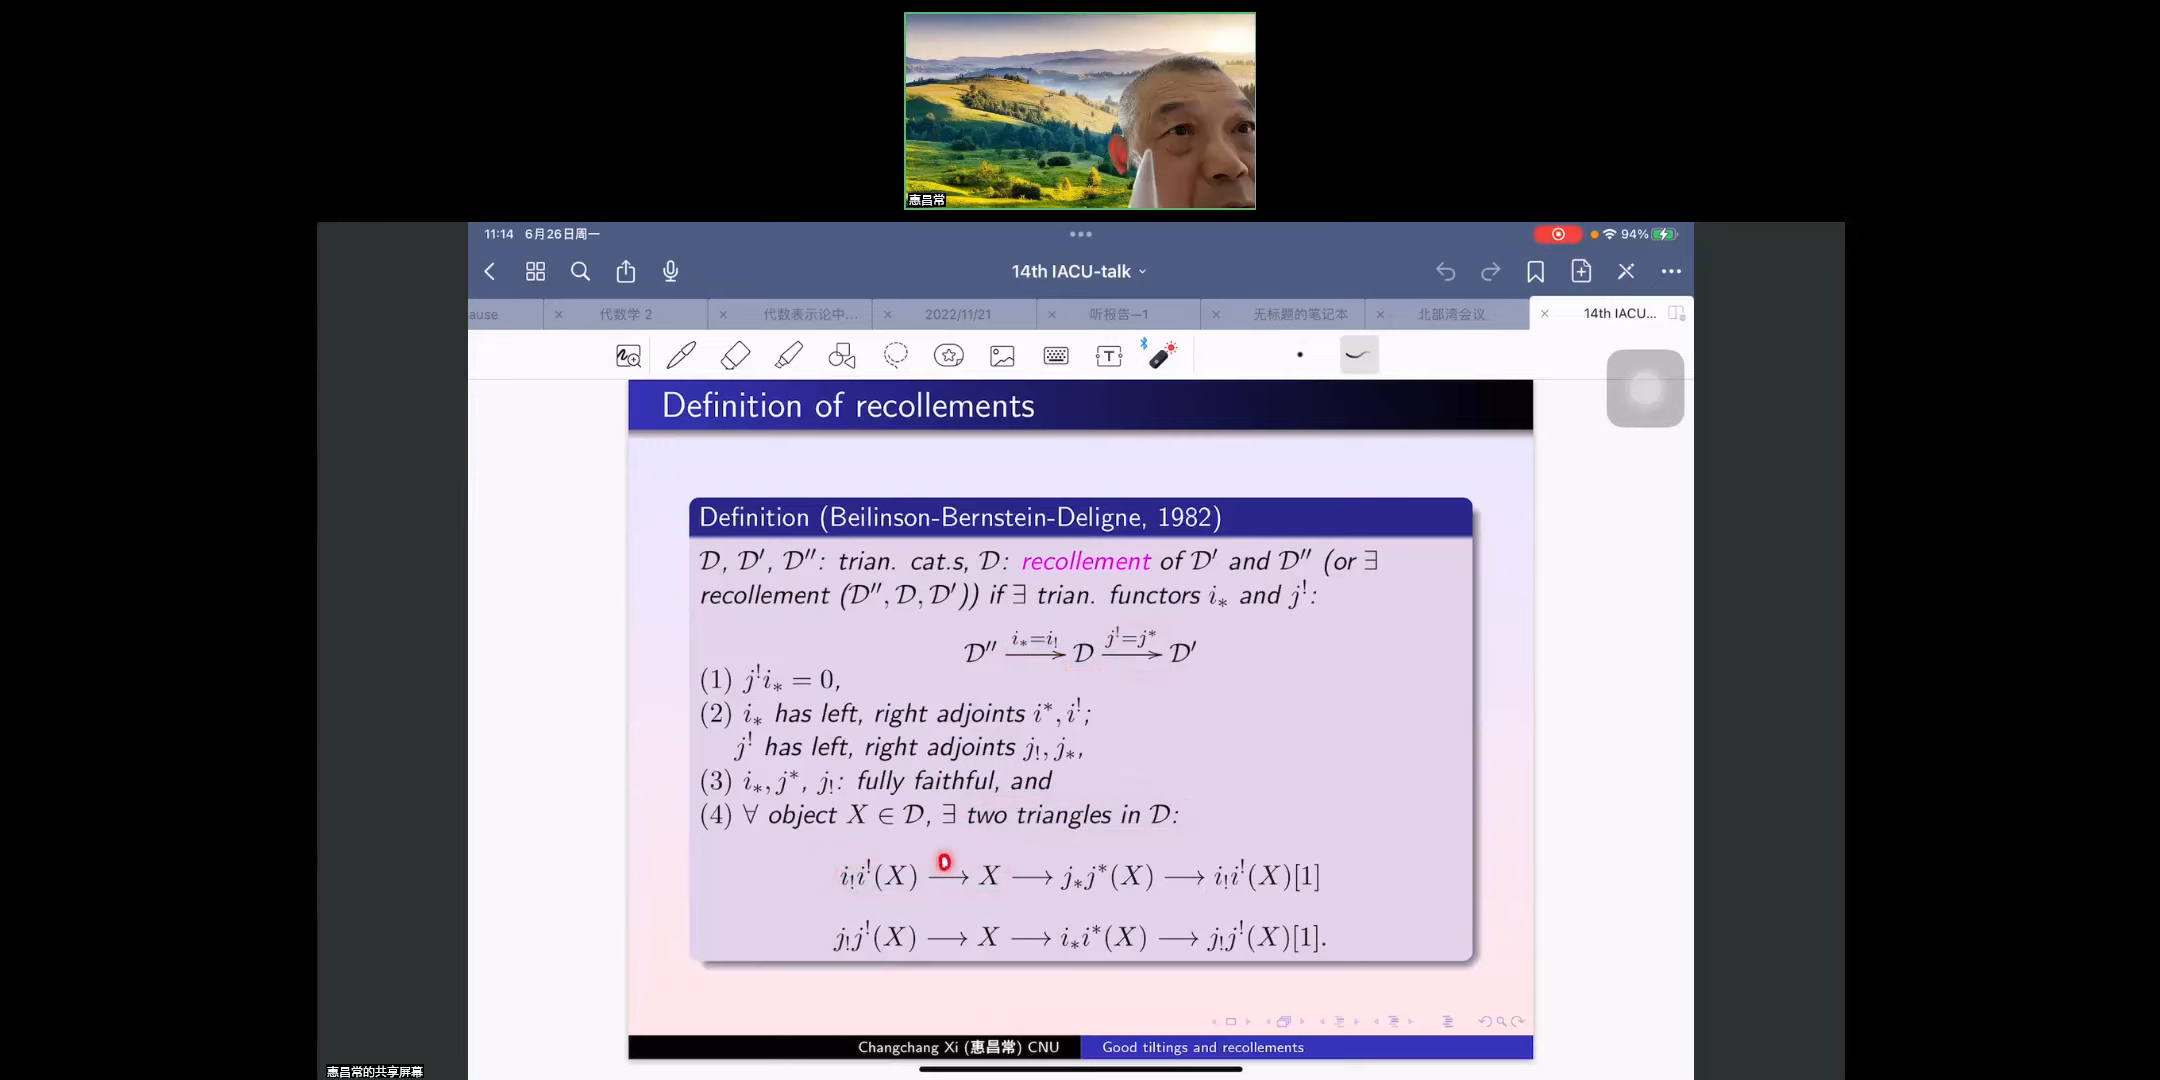 惠昌常
11:14 6月26日周一
94%
14th IACU-talk
ause
代数学 2
代数表示论中...
2022/11/21
听报告—1
无标题的笔记本
北部湾会议
14th IACU...
Definition of recollements
Definition (Beilinson-Bernstein-Deligne, 1982)
𝒟, 𝒟′, 𝒟″: trian. cat.s, 𝒟: recollement of 𝒟′ and 𝒟″ (or ∃
recollement (𝒟″, 𝒟, 𝒟′)) if ∃ trian. functors i_* and j^!:
𝒟″ —i_*=i_!→ 𝒟 —j^!=j^*→ 𝒟′
(1) j^!i_* = 0,
(2) i_* has left, right adjoints i^*, i^!;
j^! has left, right adjoints j_!, j_*,
(3) i_*, j^*, j_!: fully faithful, and
(4) ∀ object X ∈ 𝒟, ∃ two triangles in 𝒟:
i_!i^!(X) ⟶ X ⟶ j_*j^*(X) ⟶ i_!i^!(X)[1]
j_!j^!(X) ⟶ X ⟶ i_*i^*(X) ⟶ j_!j^!(X)[1].
Changchang Xi (惠昌常) CNU
Good tiltings and recollements
惠昌常的共享屏幕